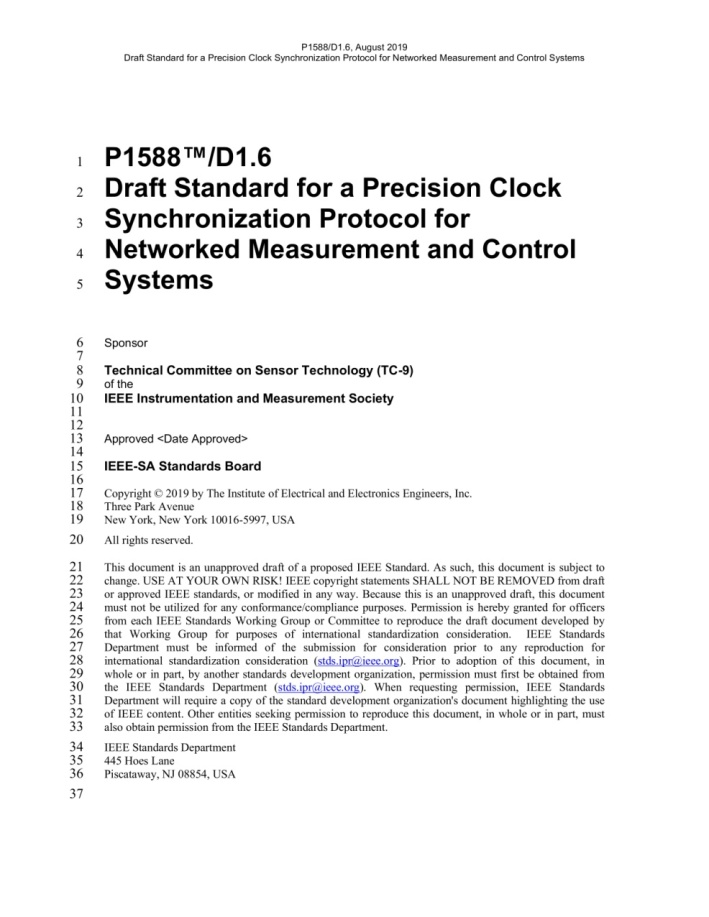 P1588/D1.6, August 2019
Draft Standard for a Precision Clock Synchronization Protocol for Networked Measurement and Control Systems
1 P1588™/D1.6
2 Draft Standard for a Precision Clock
3 Synchronization Protocol for
4 Networked Measurement and Control
5 Systems
6 Sponsor
7
8 Technical Committee on Sensor Technology (TC-9)
9 of the
10 IEEE Instrumentation and Measurement Society
11
12
13 Approved <Date Approved>
14
15 IEEE-SA Standards Board
16
17 Copyright © 2019 by The Institute of Electrical and Electronics Engineers, Inc.
18 Three Park Avenue
19 New York, New York 10016-5997, USA
20 All rights reserved.
21 This document is an unapproved draft of a proposed IEEE Standard. As such, this document is subject to
22 change. USE AT YOUR OWN RISK! IEEE copyright statements SHALL NOT BE REMOVED from draft
23 or approved IEEE standards, or modified in any way. Because this is an unapproved draft, this document
24 must not be utilized for any conformance/compliance purposes. Permission is hereby granted for officers
25 from each IEEE Standards Working Group or Committee to reproduce the draft document developed by
26 that Working Group for purposes of international standardization consideration. IEEE Standards
27 Department must be informed of the submission for consideration prior to any reproduction for
28 international standardization consideration (stds.ipr@ieee.org). Prior to adoption of this document, in
29 whole or in part, by another standards development organization, permission must first be obtained from
30 the IEEE Standards Department (stds.ipr@ieee.org). When requesting permission, IEEE Standards
31 Department will require a copy of the standard development organization's document highlighting the use
32 of IEEE content. Other entities seeking permission to reproduce this document, in whole or in part, must
33 also obtain permission from the IEEE Standards Department.
34 IEEE Standards Department
35 445 Hoes Lane
36 Piscataway, NJ 08854, USA
37